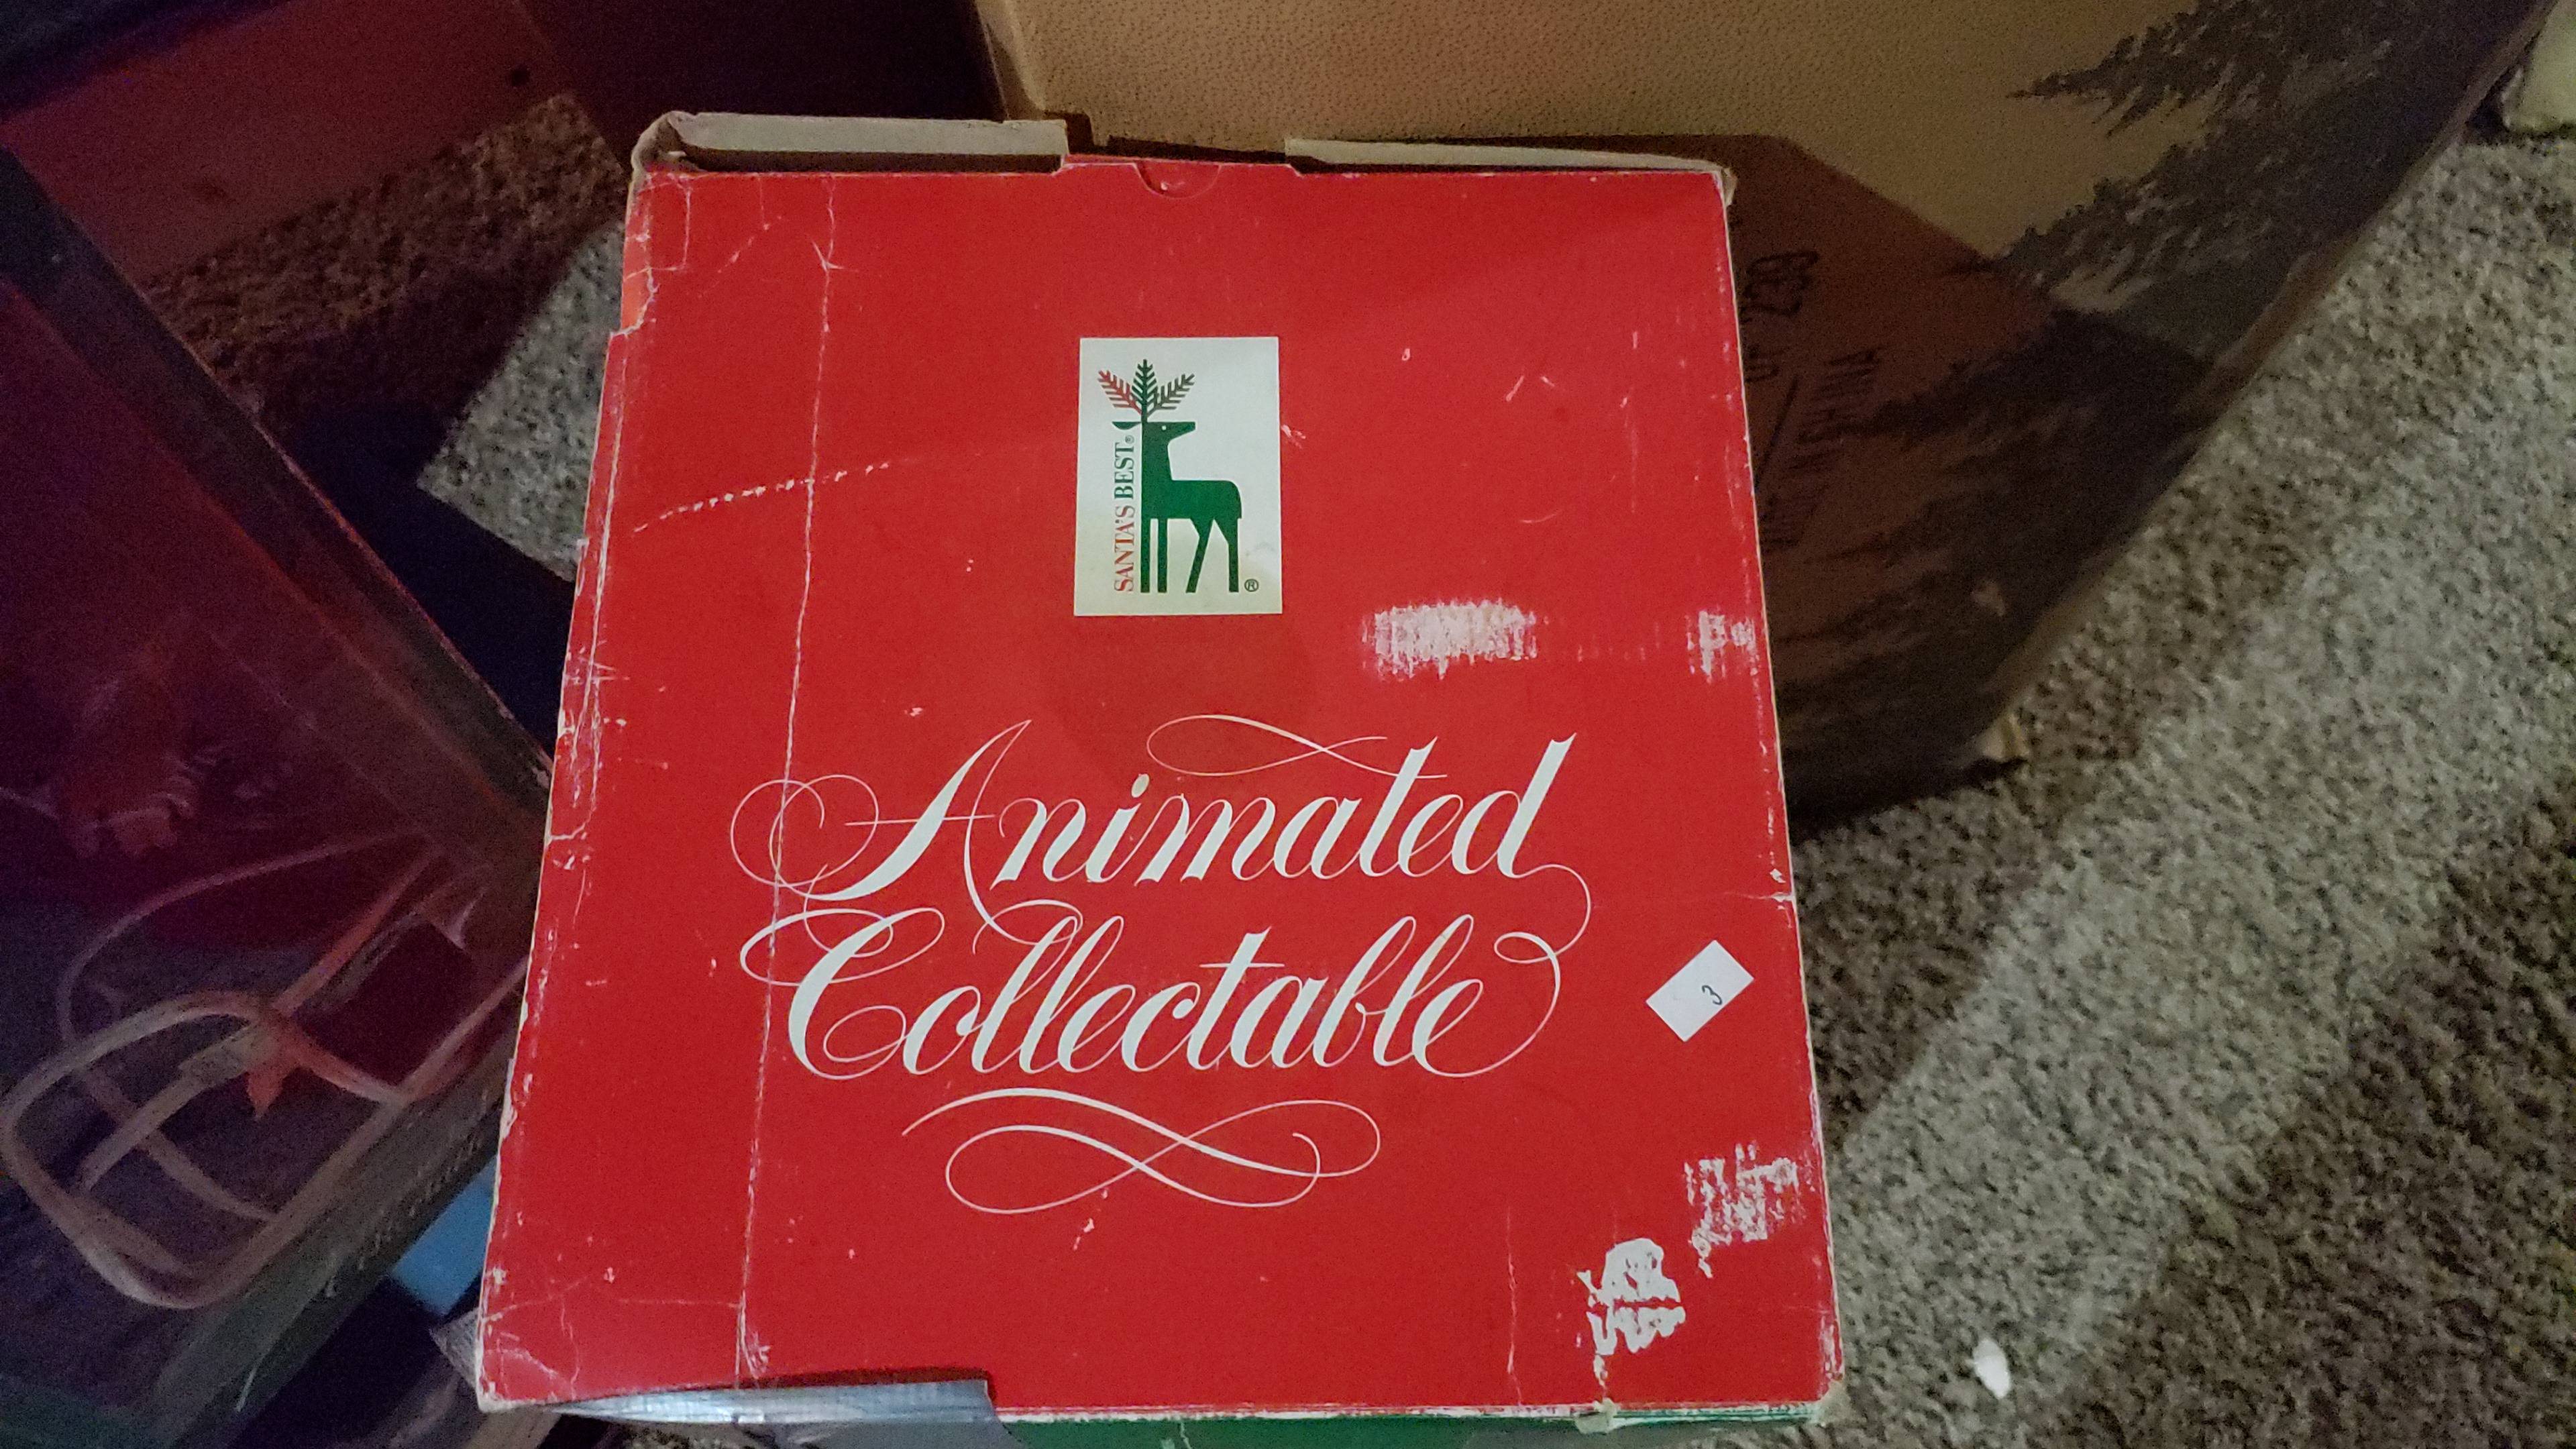 SANTA'S BEST®
®
Animated
Collectable
3